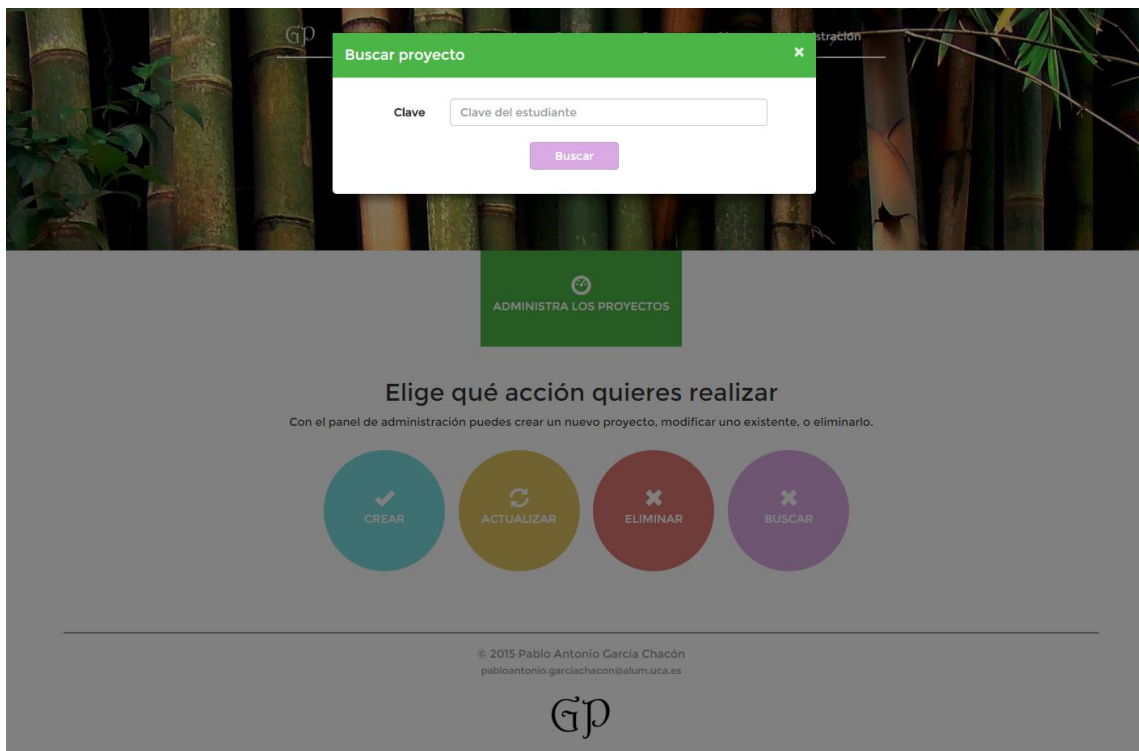 GP
stración
Buscar proyecto ×
Clave Clave del estudiante
Buscar
ADMINISTRA LOS PROYECTOS
Elige qué acción quieres realizar
Con el panel de administración puedes crear un nuevo proyecto, modificar uno existente, o eliminarlo.
CREAR ACTUALIZAR ELIMINAR BUSCAR
© 2015 Pablo Antonio García Chacón
pabloantonio.garciachacon@alum.uca.es
GP